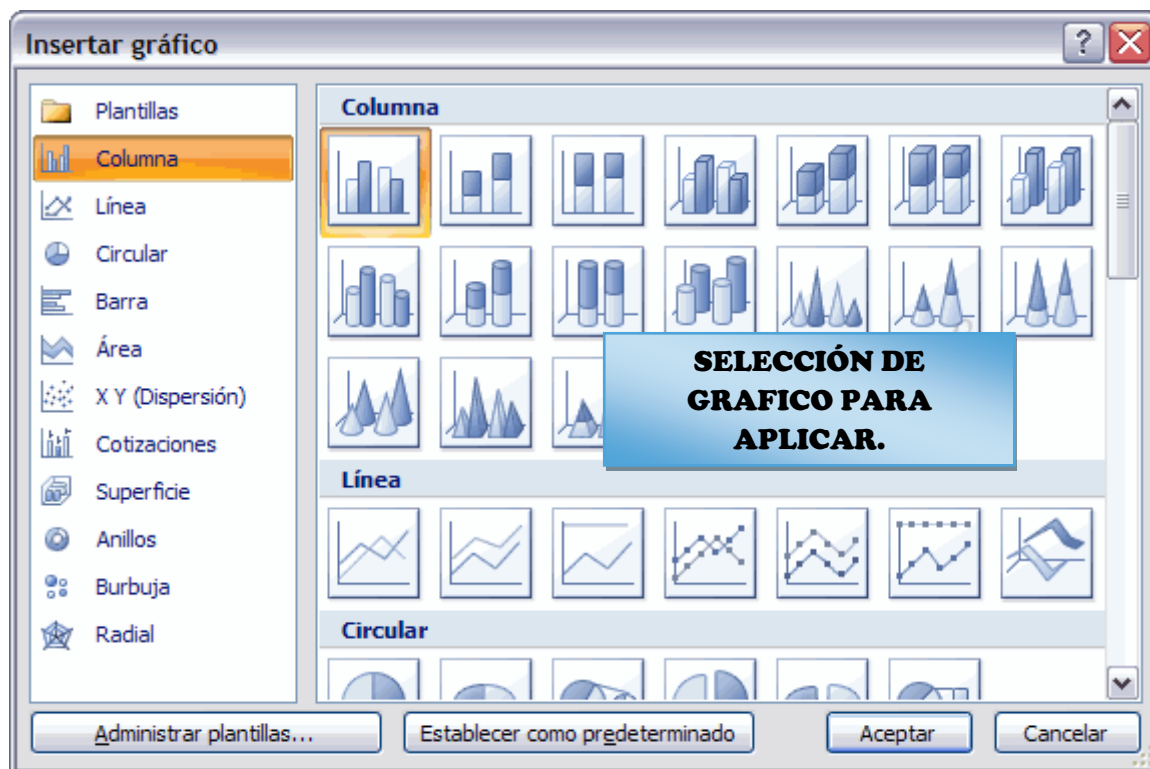 Insertar gráfico
Plantillas
Columna
Línea
Circular
Barra
Área
X Y (Dispersión)
Cotizaciones
Superficie
Anillos
Burbuja
Radial
Columna
SELECCIÓN DE
GRAFICO PARA
APLICAR.
Línea
Circular
Administrar plantillas...
Establecer como predeterminado
Aceptar
Cancelar